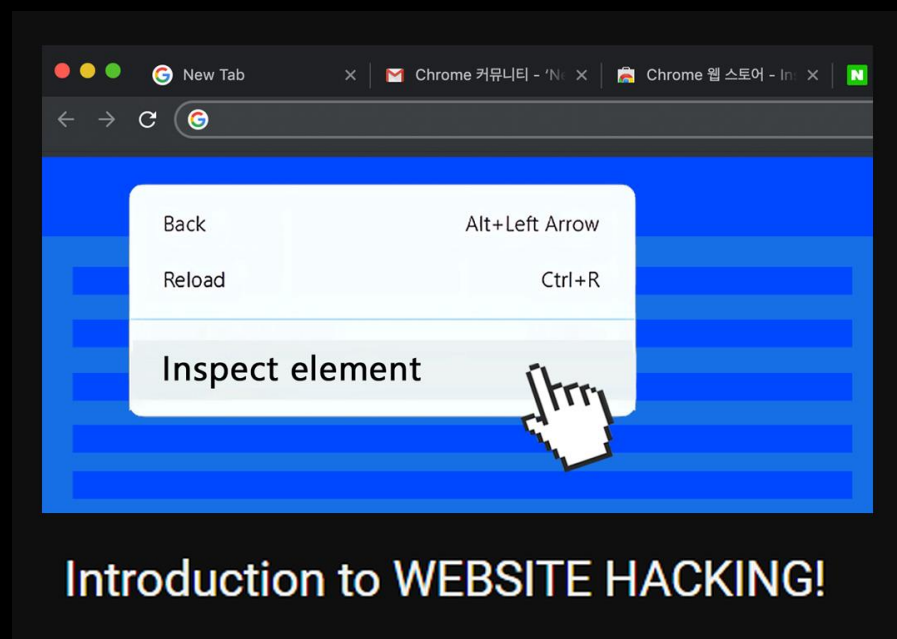 New Tab
Chrome 커뮤니티 - 'N
Chrome 웹 스토어 - In
N
Back
Alt+Left Arrow
Reload
Ctrl+R
Inspect element
Introduction to WEBSITE HACKING!